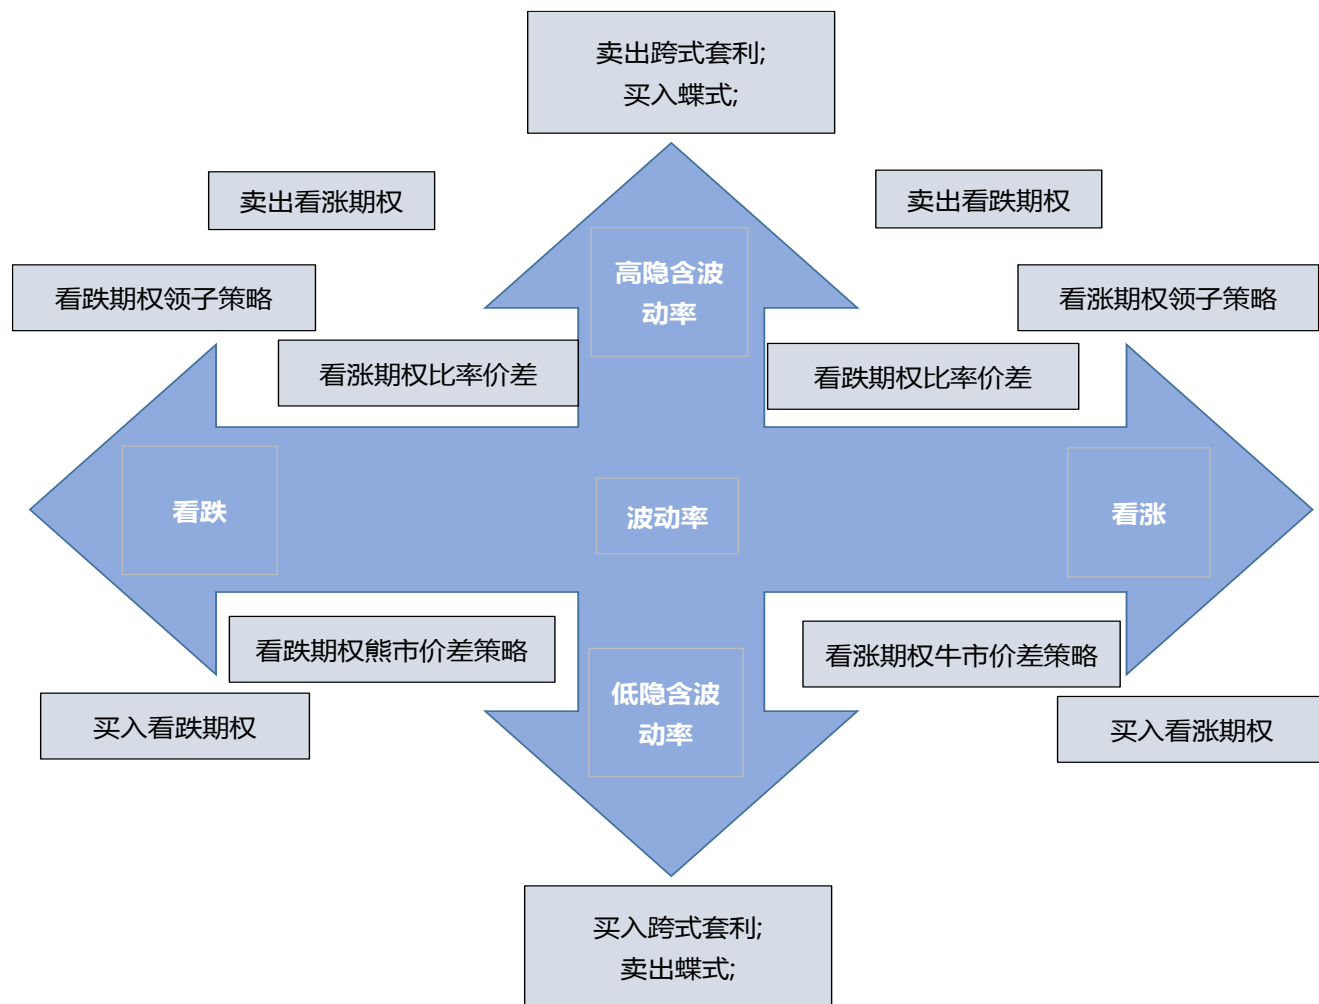 卖出跨式套利;
买入蝶式;
卖出看涨期权
卖出看跌期权
看跌期权领子策略
高隐含波
动率
看涨期权领子策略
看涨期权比率价差
看跌期权比率价差
看跌
波动率
看涨
看跌期权熊市价差策略
看涨期权牛市价差策略
买入看跌期权
低隐含波
动率
买入看涨期权
买入跨式套利;
卖出蝶式;